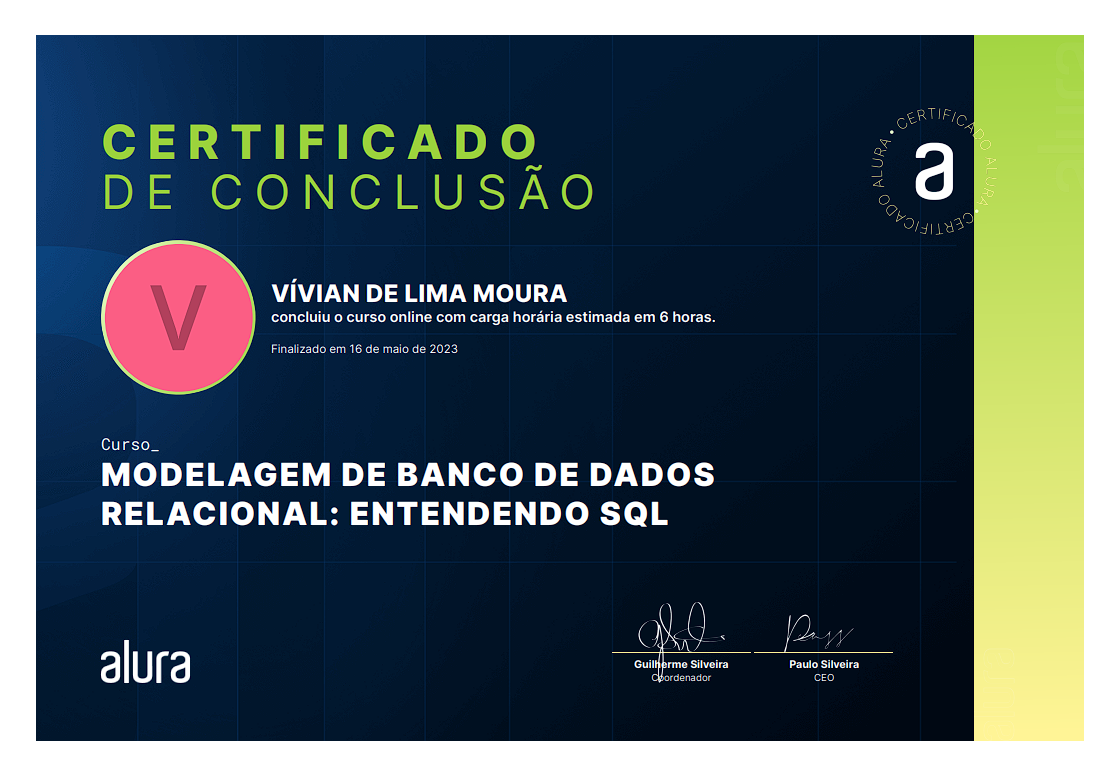 CERTIFICADO
DE CONCLUSÃO
CERTIFICADO ALURA • CERTIFICADO ALURA •
a
V
VÍVIAN DE LIMA MOURA
concluiu o curso online com carga horária estimada em 6 horas.
Finalizado em 16 de maio de 2023
Curso_
MODELAGEM DE BANCO DE DADOS
RELACIONAL: ENTENDENDO SQL
alura
Guilherme Silveira
Coordenador
Paulo Silveira
CEO
alura